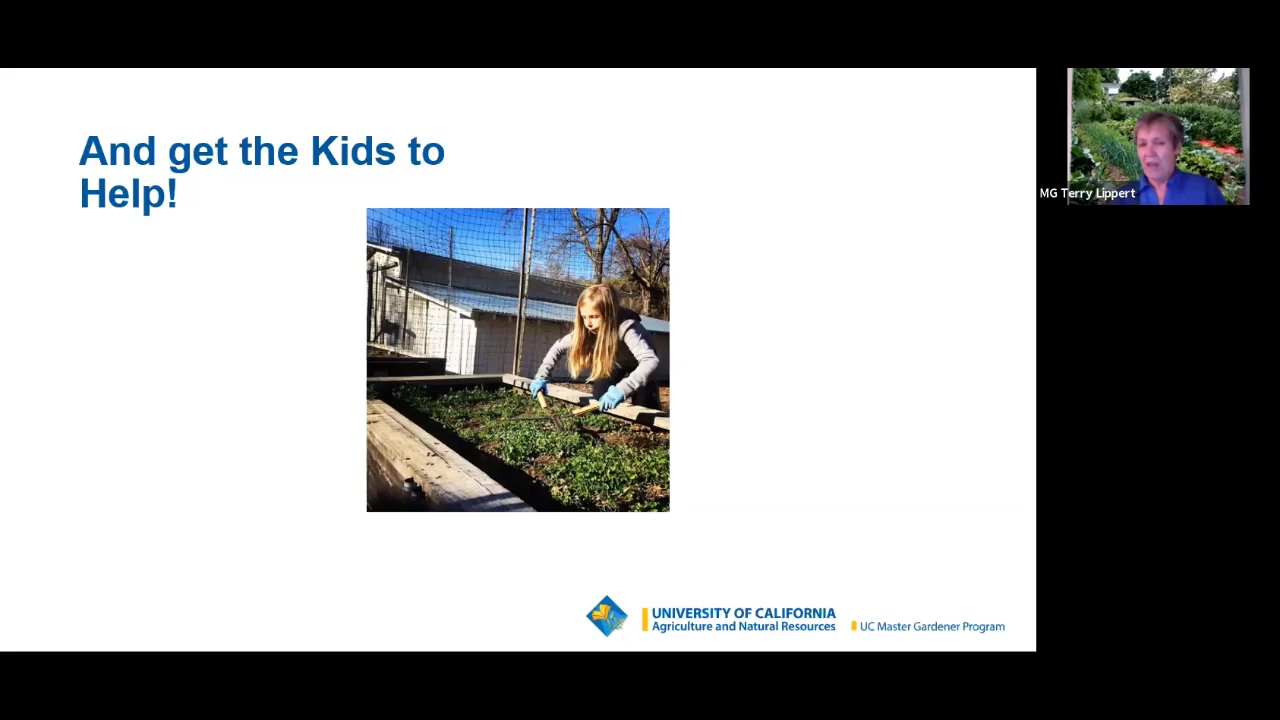 And get the Kids to
Help!
MG Terry Lippert
UNIVERSITY OF CALIFORNIA
Agriculture and Natural Resources
UC Master Gardener Program